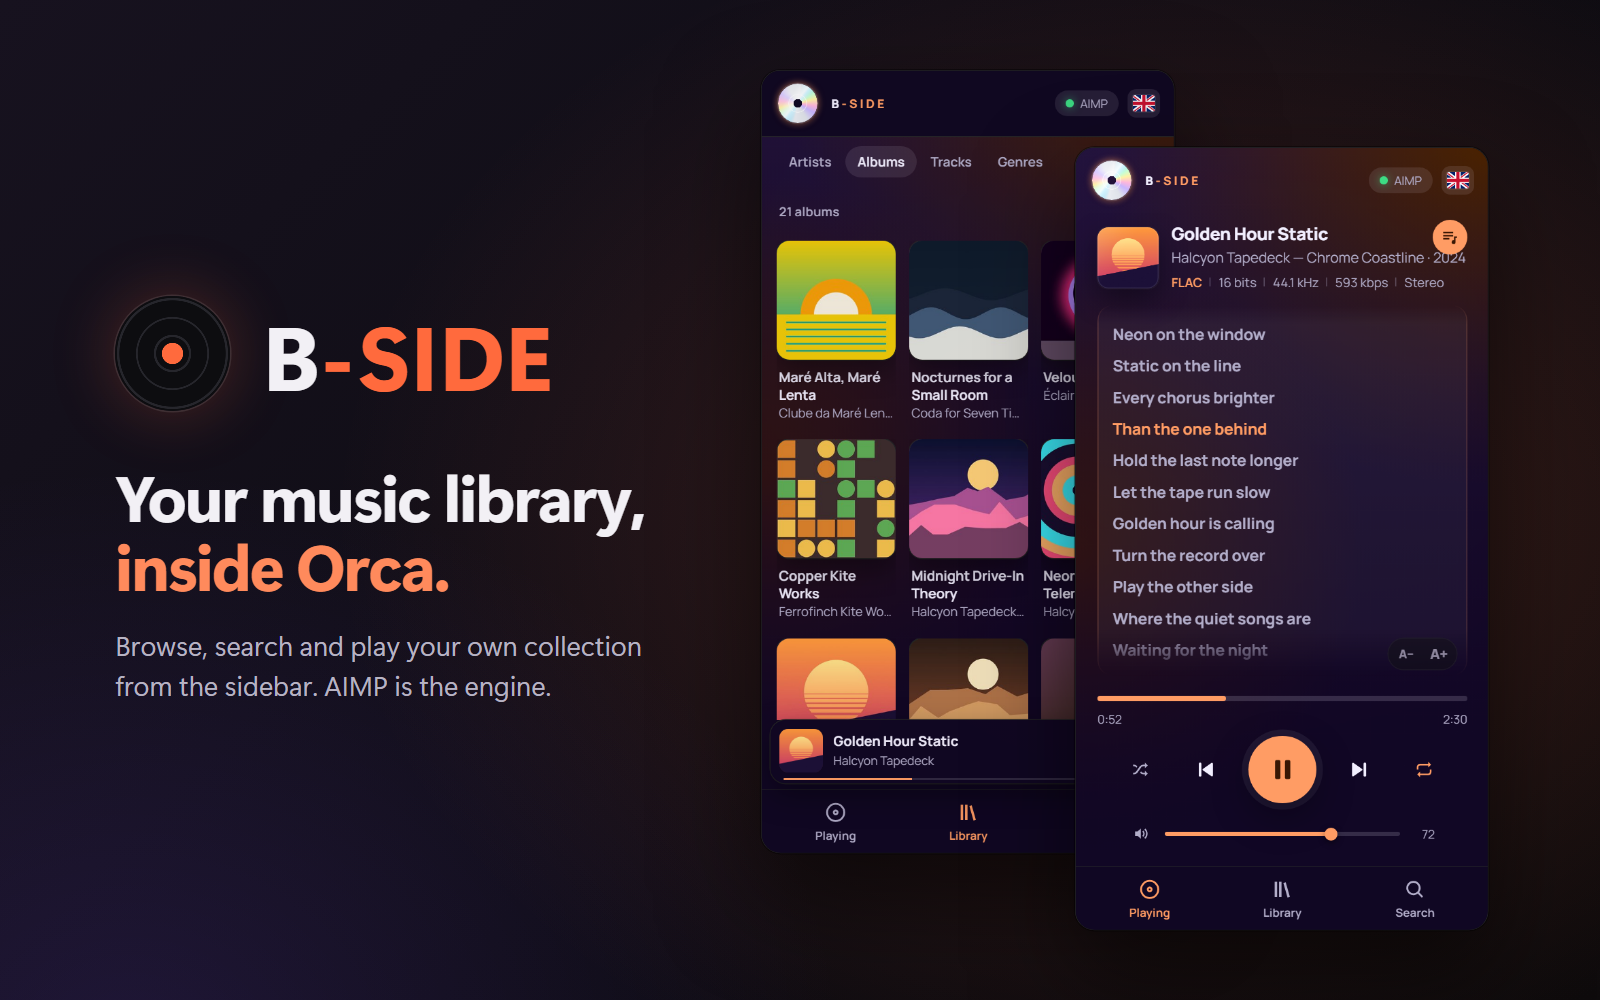 B-SIDE
Your music library,
inside Orca.
Browse, search and play your own collection
from the sidebar. AIMP is the engine.
B-SIDE
AIMP
Artists Albums Tracks Genres
21 albums
Maré Alta, Maré
Lenta
Clube da Maré Len...
Nocturnes for a
Small Room
Coda for Seven Ti...
Velou
Éclair
Copper Kite
Works
Ferrofinch Kite Wo...
Midnight Drive-In
Theory
Halcyon Tapedeck...
Neor
Teler
Halcy
Golden Hour Static
Halcyon Tapedeck
Playing Library
B-SIDE
AIMP
Golden Hour Static
Halcyon Tapedeck — Chrome Coastline · 2024
FLAC | 16 bits | 44.1 kHz | 593 kbps | Stereo
Neon on the window
Static on the line
Every chorus brighter
Than the one behind
Hold the last note longer
Let the tape run slow
Golden hour is calling
Turn the record over
Play the other side
Where the quiet songs are
Waiting for the night
A− A+
0:52 2:30
72
Playing Library Search